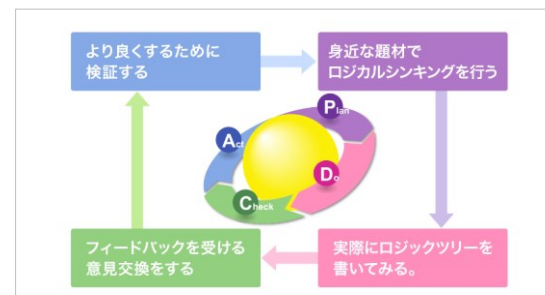 より良くするために
検証する
身近な題材で
ロジカルシンキングを行う
Plan
Act
Do
Check
フィードバックを受ける
意見交換をする
実際にロジックツリーを
書いてみる。